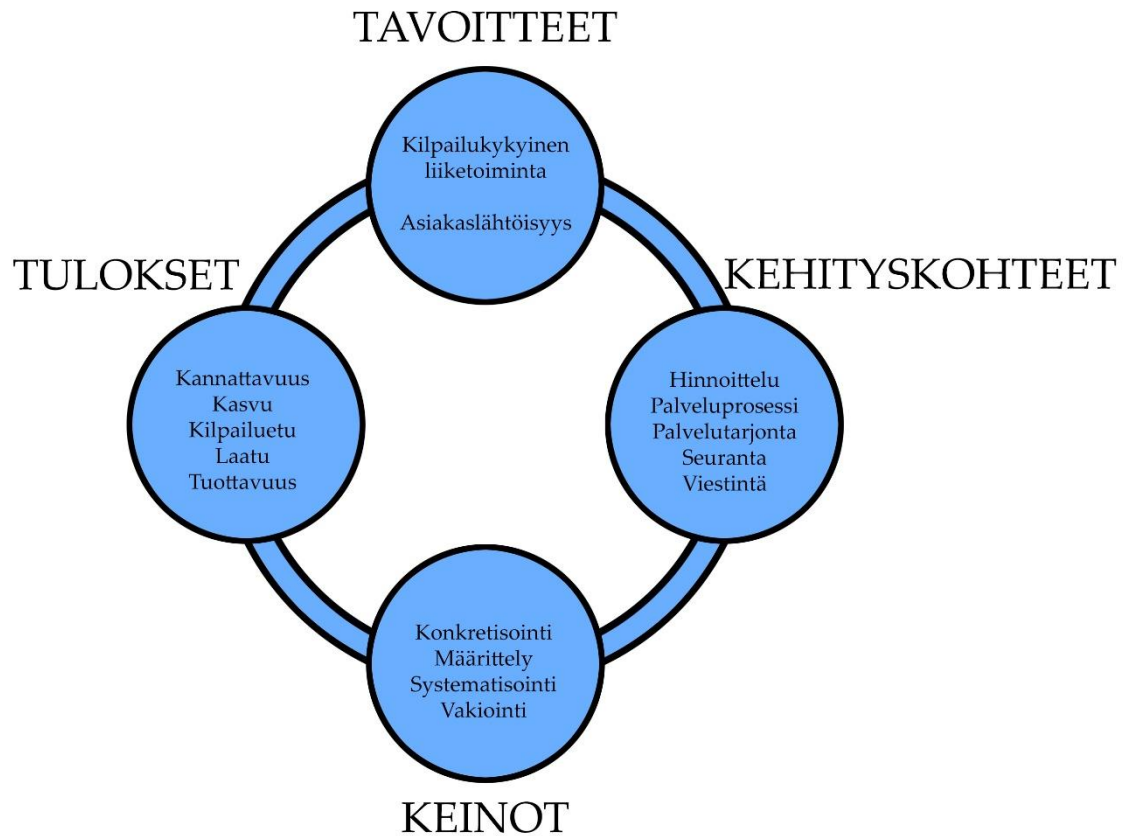 TAVOITTEET
Kilpailukykyinen
liiketoiminta
Asiakaslähtöisyys
KEHITYSKOHTEET
Hinnoittelu
Palveluprosessi
Palvelutarjonta
Seuranta
Viestintä
KEINOT
Konkretisointi
Määrittely
Systematisointi
Vakiointi
TULOKSET
Kannattavuus
Kasvu
Kilpailuetu
Laatu
Tuottavuus